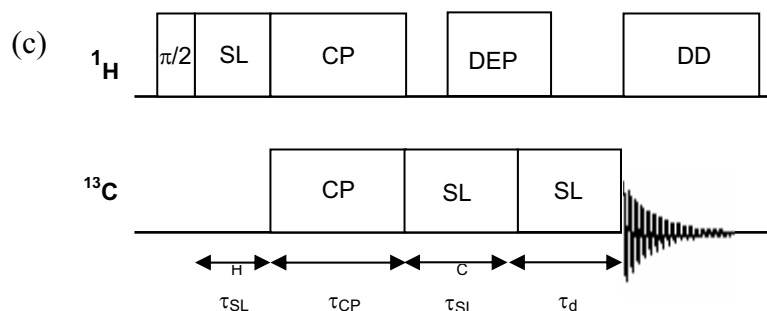 (c)
¹H π/2 SL CP DEP DD
¹³C CP SL SL
H C
τSL τCP τSL τd